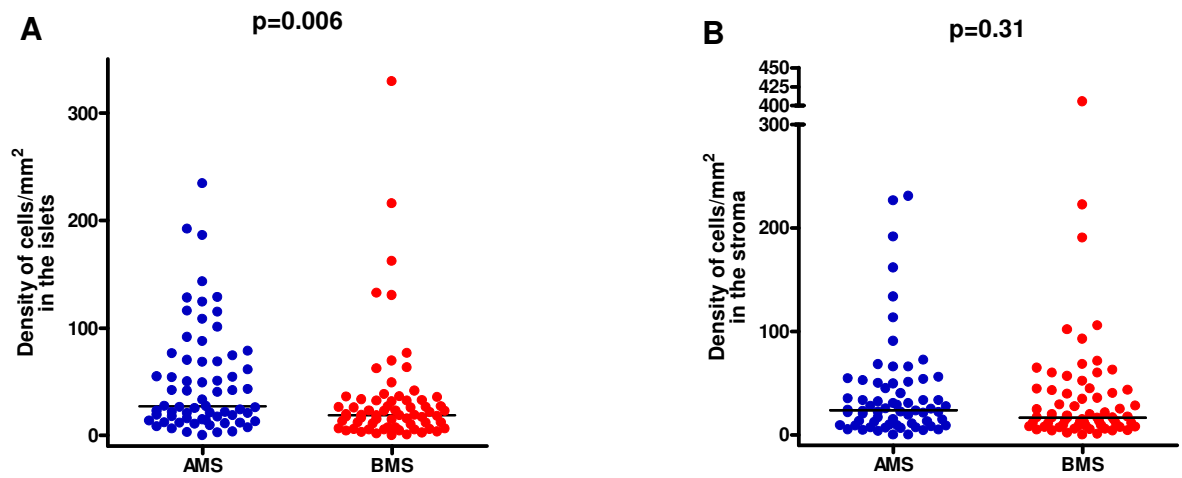 A
p=0.006
Density of cells/mm²
in the islets
300
200
100
0
AMS
BMS
B
p=0.31
Density of cells/mm²
in the stroma
450
425
400
300
200
100
0
AMS
BMS